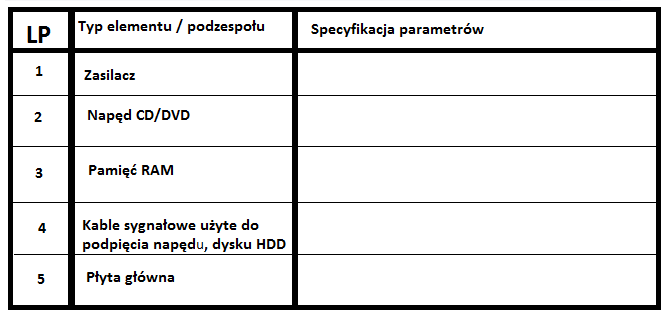 LP Typ elementu / podzespołu Specyfikacja parametrów
1 Zasilacz
2 Napęd CD/DVD
3 Pamięć RAM
4 Kable sygnałowe użyte do
podpięcia napędu, dysku HDD
5 Płyta główna